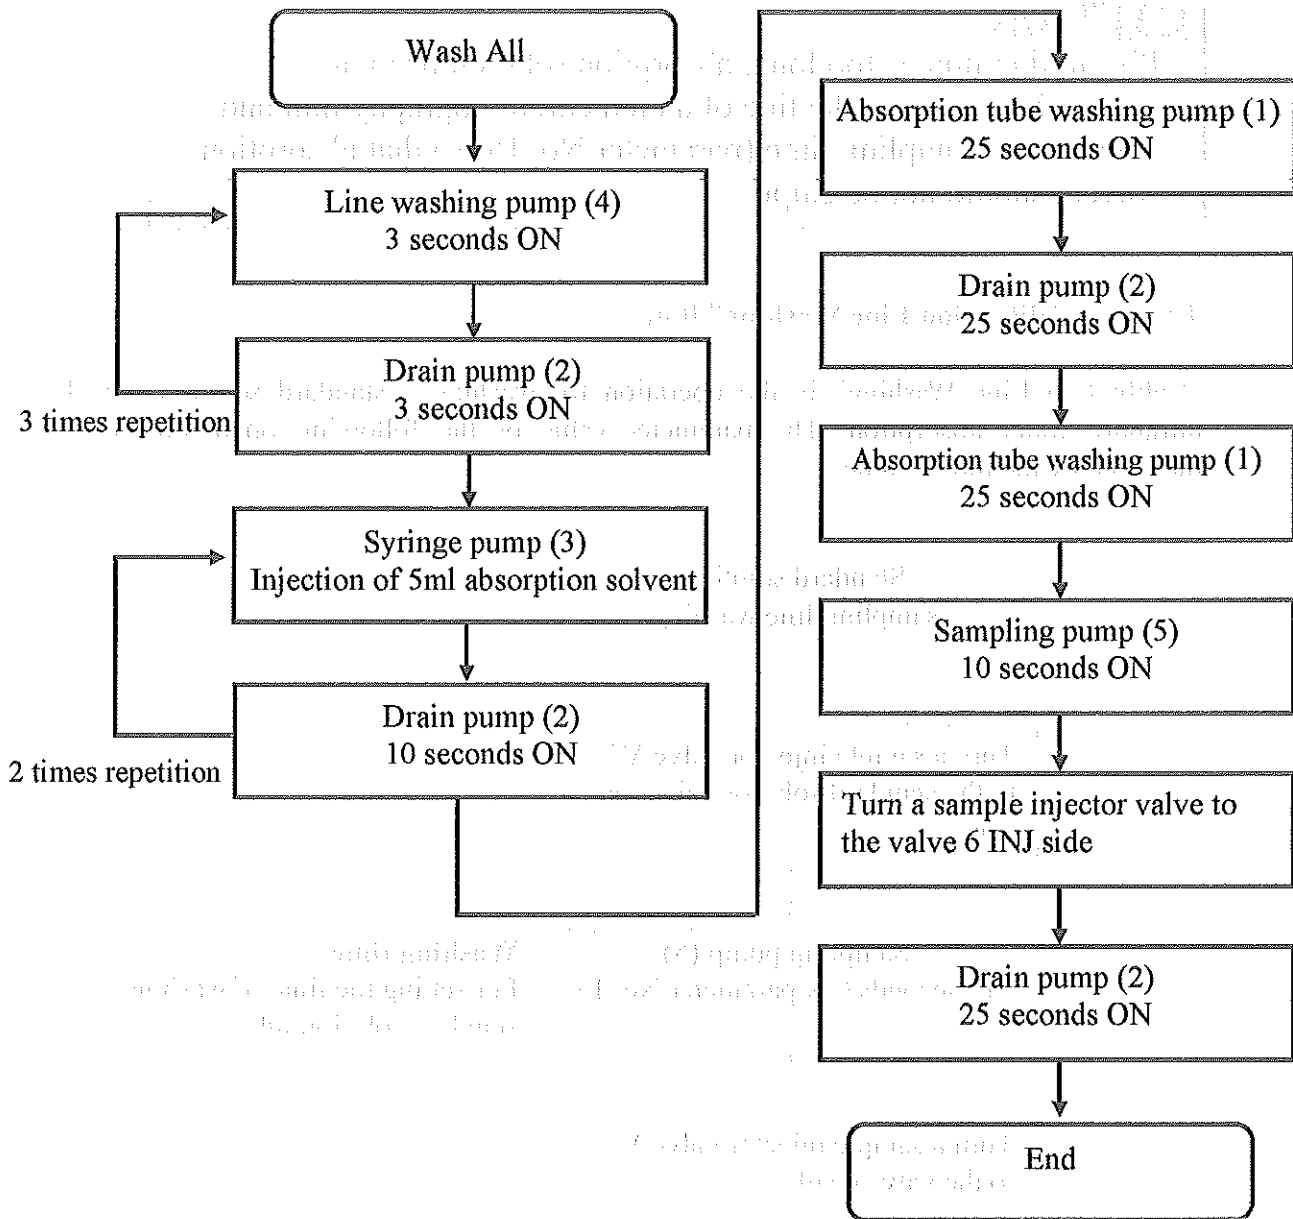 Wash All
Line washing pump (4)
3 seconds ON
Drain pump (2)
3 seconds ON
3 times repetition
Syringe pump (3)
Injection of 5ml absorption solvent
Drain pump (2)
10 seconds ON
2 times repetition
Absorption tube washing pump (1)
25 seconds ON
Drain pump (2)
25 seconds ON
Absorption tube washing pump (1)
25 seconds ON
Sampling pump (5)
10 seconds ON
Turn a sample injector valve to
the valve 6 INJ side
Drain pump (2)
25 seconds ON
End